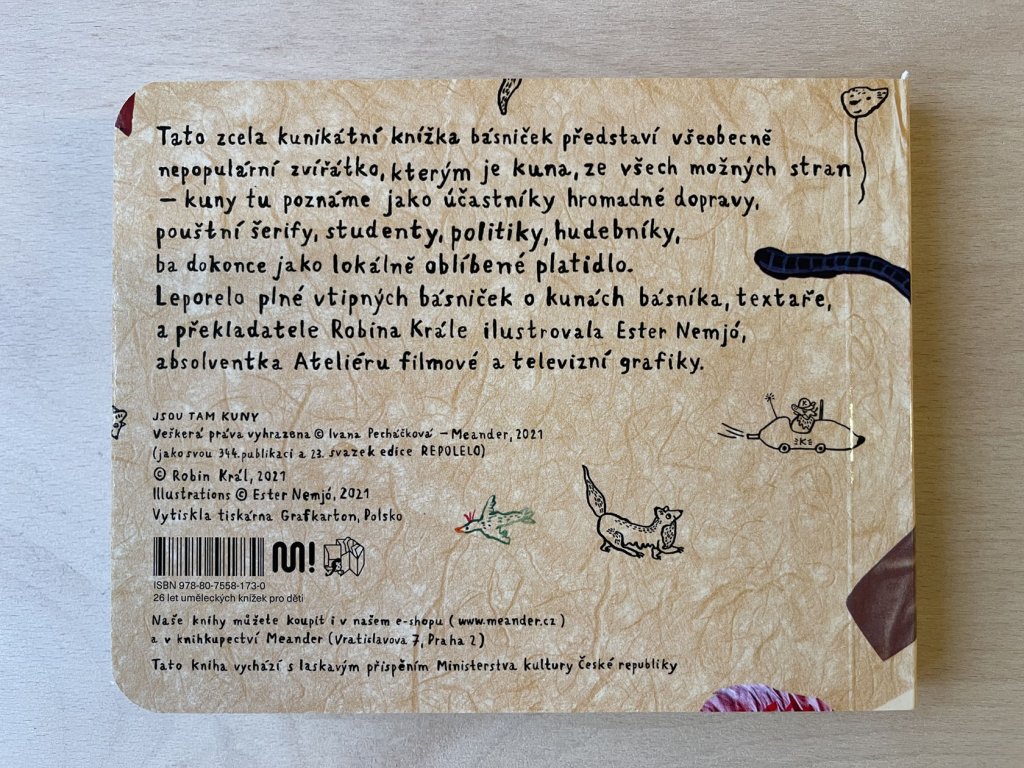 Tato zcela kunikátní knížka básniček představí všeobecně
nepopulární zvířátko, kterým je kuna, ze všech možných stran
— kuny tu poznáme jako účastníky hromadné dopravy,
pouštní šerify, studenty, politiky, hudebníky,
ba dokonce jako lokálně oblíbené platidlo.
Leporelo plné vtipných básniček o kunách básníka, textaře,
a překladatele Robina Krále ilustrovala Ester Nemjó,
absolventka Ateliéru filmové a televizní grafiky.
JSOU TAM KUNY
Veškerá práva vyhrazena © Ivana Pecháčková — Meander, 2021
(jako svou 344. publikaci a 23. svazek edice REPOLELO)
© Robin Král, 2021
Illustrations © Ester Nemjó, 2021
Vytiskla tiskárna Grafkarton, Polsko
M!
ISBN 978-80-7558-173-0
26 let uměleckých knížek pro děti
Naše knihy můžete koupit i v našem e-shopu (www.meander.cz)
a v knihkupectví Meander (Vratislavova 7, Praha 2)
Tato kniha vychází s laskavým přispěním Ministerstva kultury České republiky